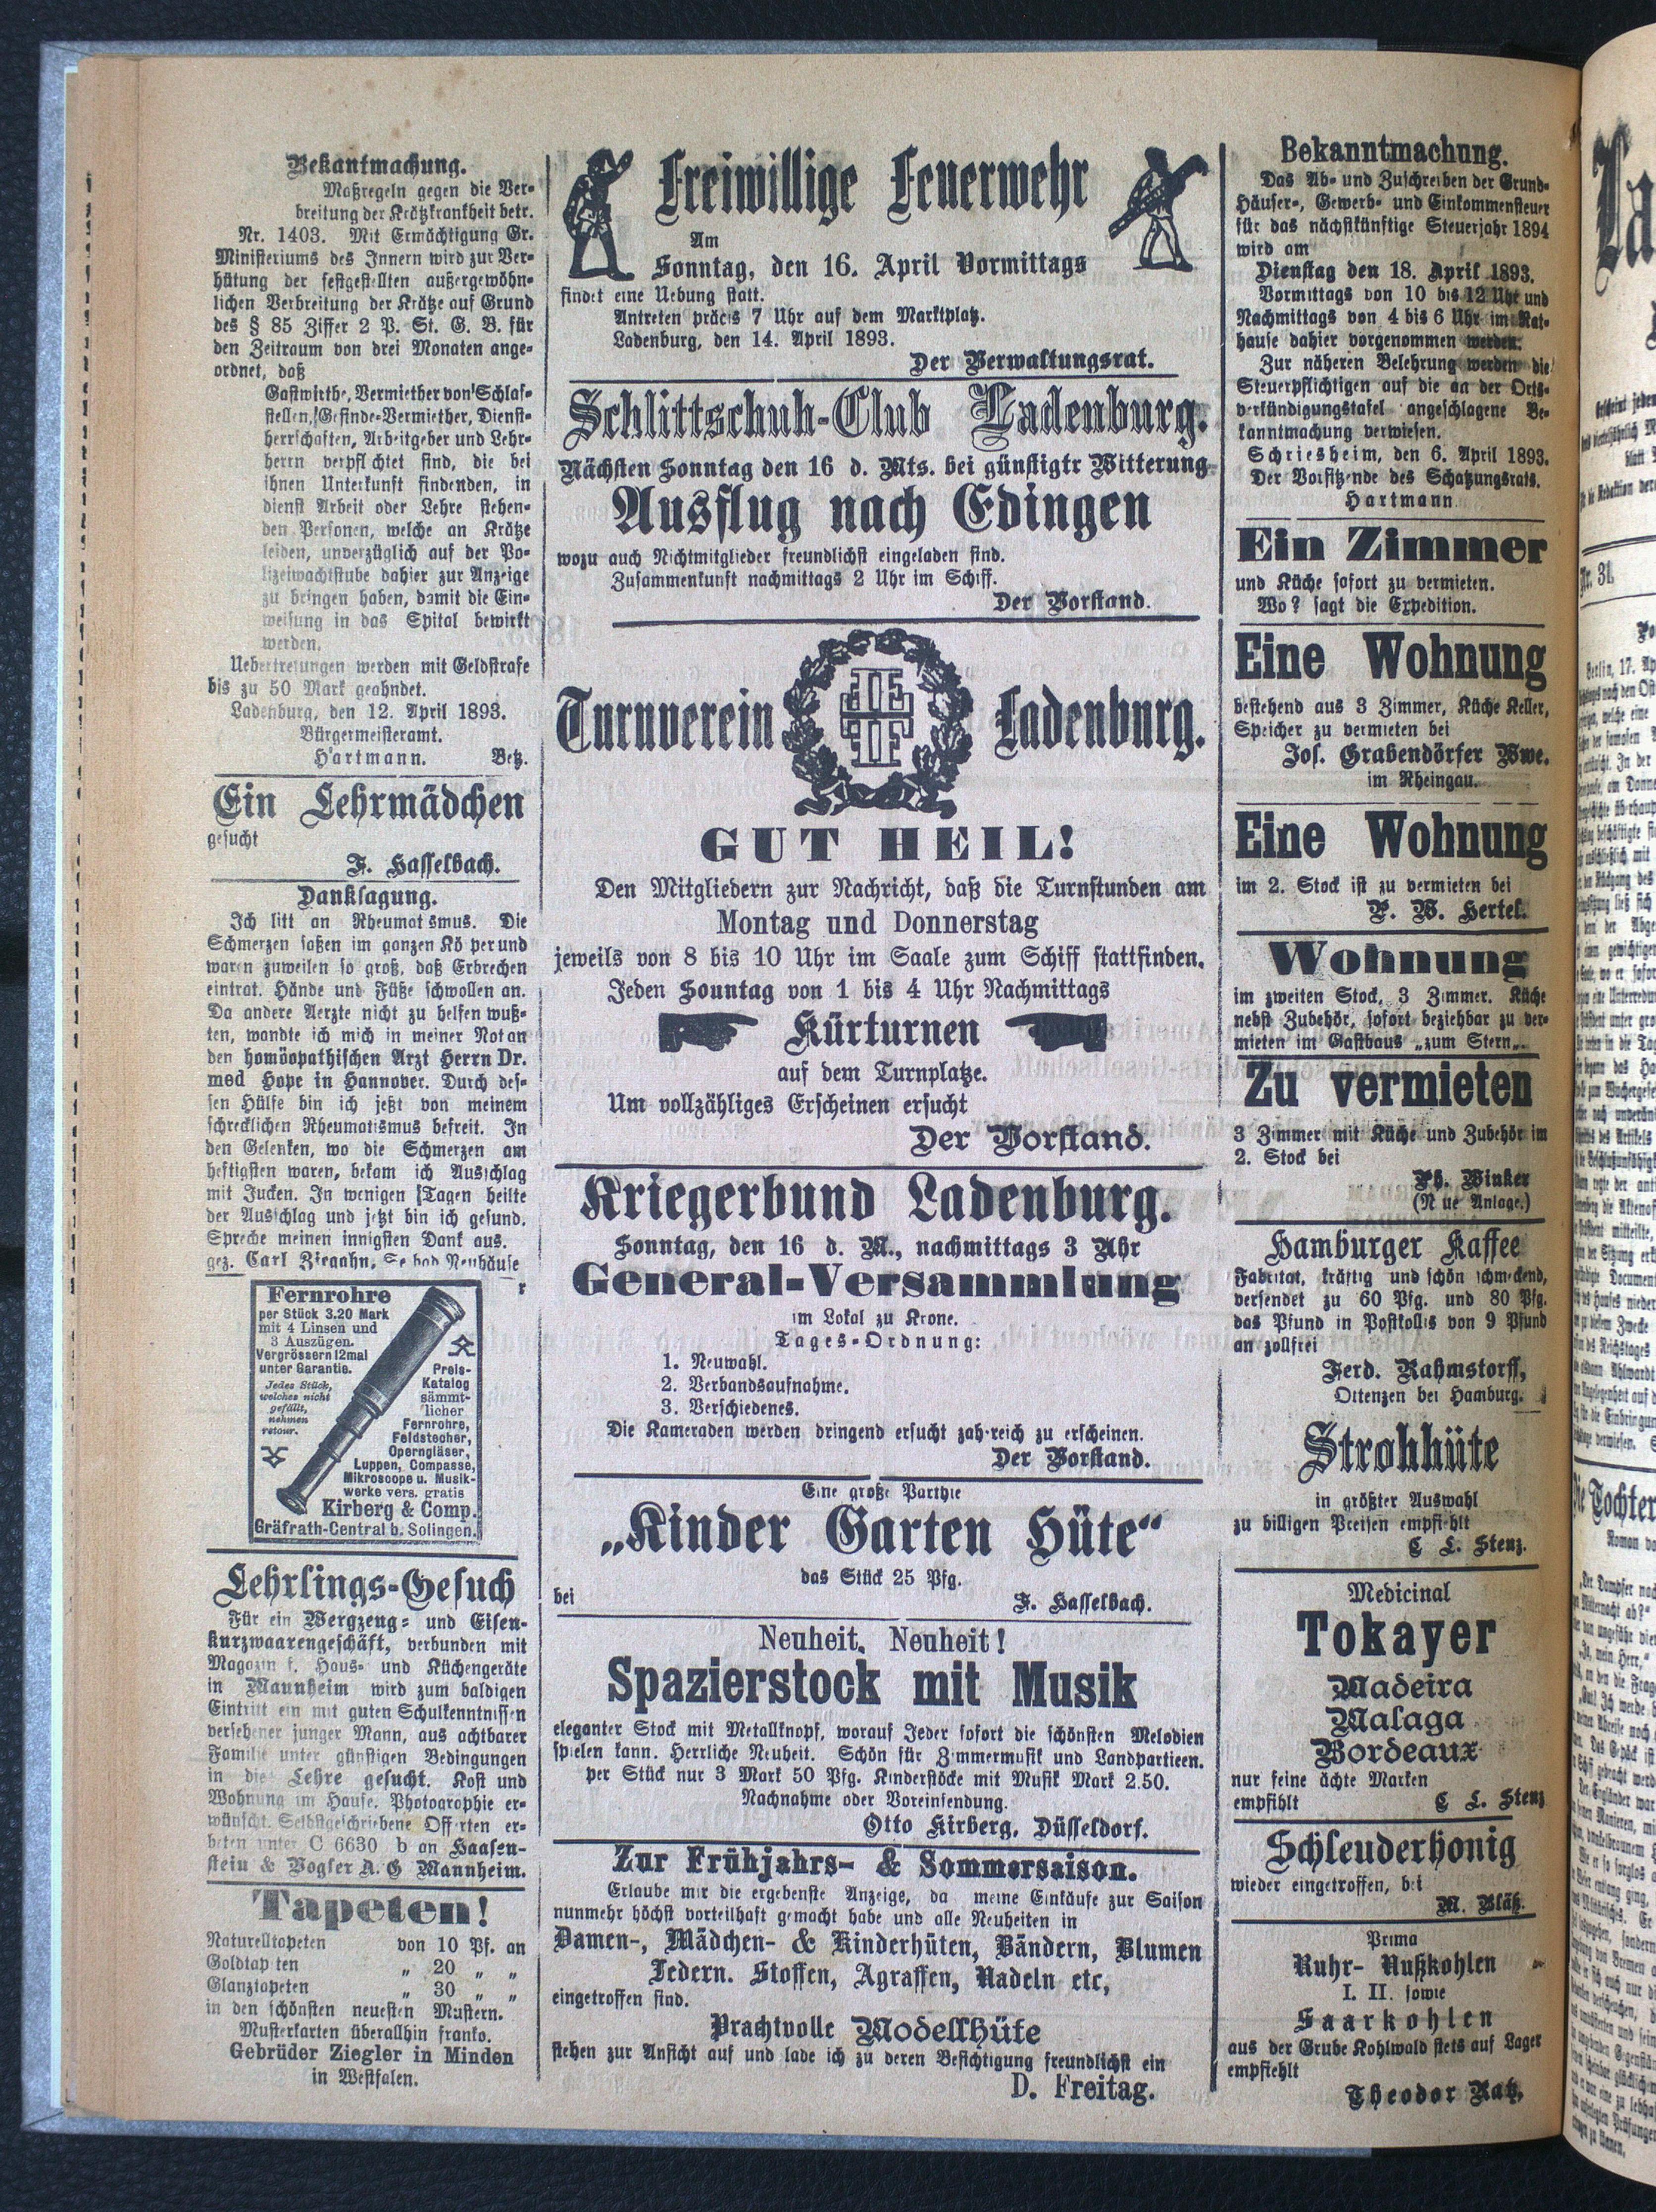 Bekantmachung.
Maßregeln gegen die Ver-
breitung der Krätzkrankheit betr.
Nr. 1403. Mit Ermächtigung Gr.
Ministeriums des Innern wird zur Ver-
hütung der festgestellten außergewöhn-
lichen Verbreitung der Krätze auf Grund
des § 85 Ziffer 2 P. St. G. B. für
den Zeitraum von drei Monaten ange-
ordnet, daß
Gastwirthe, Vermiether von Schlaf-
stellen, Gesinde-Vermiether, Dienst-
herrschaften, Arbeitgeber und Lehr-
herrn verpflichtet sind, die bei
ihnen Unterkunft findenden, in
dienst Arbeit oder Lehre stehen-
den Personen, welche an Krätze
leiden, unverzüglich auf der Po-
lizeiwachtstube dahier zur Anzeige
zu bringen haben, damit die Ein-
weisung in das Spital bewirkt
werden.
Uebertretungen werden mit Geldstrafe
bis zu 50 Mark geahndet.
Ladenburg, den 12. April 1893.
Bürgermeisteramt.
Hartmann. Betz.
Ein Lehrmädchen
gesucht
F. Hasselbach.
Danksagung.
Ich litt an Rheumatismus. Die
Schmerzen saßen im ganzen Körper und
waren zuweilen so groß, daß Erbrechen
eintrat. Hände und Füße schwollen an.
Da andere Aerzte nicht zu helfen wuß-
ten, wandte ich mich in meiner Not an
den homöopathischen Arzt Herrn Dr.
med Hope in Hannover. Durch des-
sen Hülfe bin ich jetzt von meinem
schrecklichen Rheumatismus befreit. In
den Gelenken, wo die Schmerzen am
heftigsten waren, bekam ich Ausschlag
mit Jucken. In wenigen Tagen heilte
der Ausschlag und jetzt bin ich gesund.
Spreche meinen innigsten Dank aus.
gez. Carl Ziegahn, Seebad Neuhäuse
r
Fernrohre
per Stück 3.20 Mark
mit 4 Linsen und
3 Auszügen.
Vergrössern 12mal
unter Garantie.
Jedes Stück,
welches nicht
gefällt,
nehmen
retour.
Preis-
Katalog
sämmt-
licher
Fernrohre,
Feldstecher,
Operngläser,
Luppen, Compasse,
Mikroscope u. Musik-
werke vers. gratis
Kirberg & Comp.
Gräfrath-Central b. Solingen.
Lehrlings-Gesuch
Für ein Wergzeug- und Eisen-
kurzwaarengeschäft, verbunden mit
Magazin f. Haus- und Küchengeräte
in Mannheim wird zum baldigen
Eintritt ein mit guten Schulkenntnissen
versehener junger Mann, aus achtbarer
Familie unter günstigen Bedingungen
in die Lehre gesucht. Kost und
Wohnung im Hause. Photographie er-
wünscht. Selbstgeschriebene Offerten er-
beten unter C 6630 b an Haasen-
stein & Vogler A. G Mannheim.
Tapeten!
Naturelltapeten von 10 Pf. an
Goldtapeten „ 20 „ „
Glanztapeten „ 30 „ „
in den schönsten neuesten Mustern.
Musterkarten überallhin franko.
Gebrüder Ziegler in Minden
in Westfalen.
Freiwillige Feuerwehr
Am
Sonntag, den 16. April Vormittags
findet eine Uebung statt.
Antreten präcis 7 Uhr auf dem Marktplatz.
Ladenburg, den 14. April 1893.
Der Verwaltungsrat.
Schlittschuh-Club Ladenburg.
Nächsten Sonntag den 16 d. Mts. bei günstigtr Witterung
Ausflug nach Edingen
wozu auch Nichtmitglieder freundlichst eingeladen sind.
Zusammenkunft nachmittags 2 Uhr im Schiff.
Der Vorstand.
Turnverein Ladenburg.
GUT HEIL!
Den Mitgliedern zur Nachricht, daß die Turnstunden am
Montag und Donnerstag
jeweils von 8 bis 10 Uhr im Saale zum Schiff stattfinden.
Jeden Sonntag von 1 bis 4 Uhr Nachmittags
Kürturnen
auf dem Turnplatze.
Um vollzähliges Erscheinen ersucht
Der Vorstand.
Kriegerbund Ladenburg.
Sonntag, den 16 d. M., nachmittags 3 Uhr
General-Versammlung
im Lokal zu Krone.
Tages-Ordnung:
1. Neuwahl.
2. Verbandsaufnahme.
3. Verschiedenes.
Die Kameraden werden dringend ersucht zahlreich zu erscheinen.
Der Vorstand.
Eine große Parthie
„Kinder Garten Hüte“
das Stück 25 Pfg.
bei F. Hasselbach.
Neuheit. Neuheit!
Spazierstock mit Musik
eleganter Stock mit Metallknopf, worauf Jeder sofort die schönsten Melodien
spielen kann. Herrliche Neuheit. Schön für Zimmermusik und Landpartieen.
per Stück nur 3 Mark 50 Pfg. Kinderstöcke mit Musik Mark 2.50.
Nachnahme oder Voreinsendung.
Otto Kirberg, Düsseldorf.
Zur Frühjahrs- & Sommersaison.
Erlaube mir die ergebenste Anzeige, da meine Einkäufe zur Saison
nunmehr höchst vorteilhaft gemacht habe und alle Neuheiten in
Damen-, Mädchen- & Kinderhüten, Bändern, Blumen
Federn. Stoffen, Agraffen, Nadeln etc,
eingetroffen sind.
Prachtvolle Modellhüte
stehen zur Ansicht auf und lade ich zu deren Besichtigung freundlichst ein
D. Freitag.
Bekanntmachung.
Das Ab- und Zuschreiben der Grund-
Häuser-, Gewerb- und Einkommensteuer
für das nächstkünftige Steuerjahr 1894
wird am
Dienstag den 18. April 1893.
Vormittags von 10 bis 12 Uhr und
Nachmittags von 4 bis 6 Uhr im Rat-
hause dahier vorgenommen werden.
Zur näheren Belehrung werden die
Steuerpflichtigen auf die an der Orts-
verkündigungstafel angeschlagene Be-
kanntmachung verwiesen.
Schriesheim, den 6. April 1893.
Der Vorsitzende des Schatzungsrats.
Hartmann.
Ein Zimmer
und Küche sofort zu vermieten.
Wo? sagt die Expedition.
Eine Wohnung
bestehend aus 3 Zimmer, Küche Keller,
Speicher zu vermieten bei
Jos. Grabendörfer Wwe.
im Rheingau.
Eine Wohnung
im 2. Stock ist zu vermieten bei
P. W. Hertel.
Wohnung
im zweiten Stock, 3 Zimmer. Küche
nebst Zubehör, sofort beziehbar zu ver-
mieten im Gasthaus „zum Stern„.
Zu vermieten
3 Zimmer mit Küche und Zubehör im
2. Stock bei
Ph. Winker
(Neue Anlage.)
Hamburger Kaffee
Fabritat, kräftig und schön schmeckend,
versendet zu 60 Pfg. und 80 Pfg.
das Pfund in Postkollis von 9 Pfund
an zollfrei
Ferd. Rahmstorff,
Ottenzen bei Hamburg.
Strohhüte
in größter Auswahl
zu billigen Preisen empfiehlt
C L. Stenz.
Medicinal
Tokayer
Madeira
Malaga
Bordeaux
nur feine ächte Marken
empfiehlt C L. Stenz
Schleuderhonig
wieder eingetroffen, bei
M. Bläß.
Prima
Ruhr- Nußkohlen
I. II. sowie
Saarkohlen
aus der Grube Kohlwald stets auf Lager
empfiehlt
Theodor Katz.
La
Nr. 31.